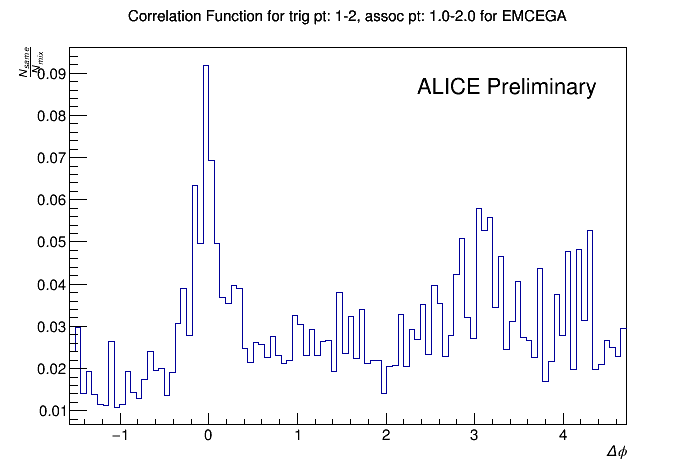 Correlation Function for trig pt: 1-2, assoc pt: 1.0-2.0 for EMCEGA
N_same
N_mix
ALICE Preliminary
0.09
0.08
0.07
0.06
0.05
0.04
0.03
0.02
0.01
−1 0 1 2 3 4
Δϕ